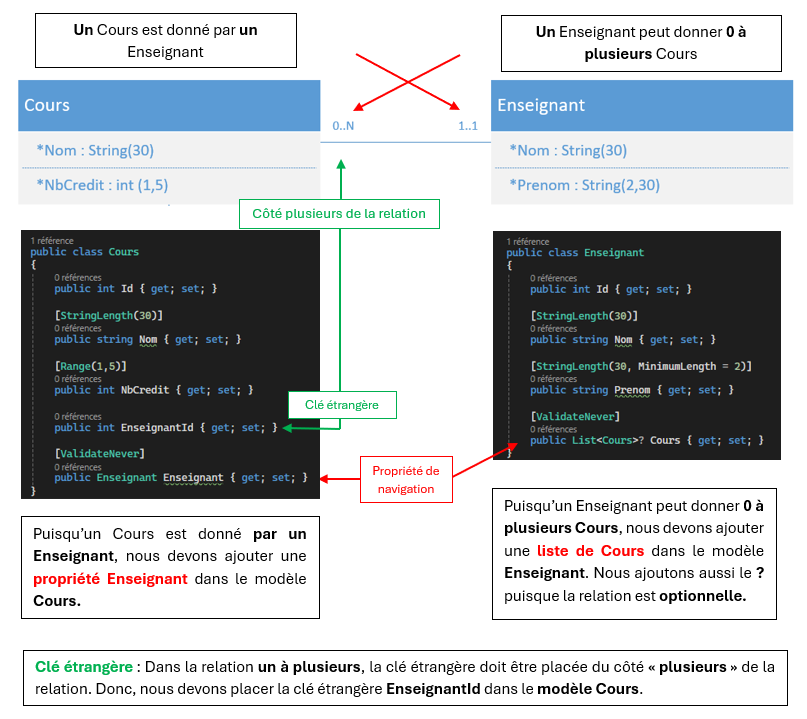 Un Cours est donné par un
Enseignant
Un Enseignant peut donner 0 à
plusieurs Cours
Cours
*Nom : String(30)
*NbCredit : int (1,5)
0..N
1..1
Enseignant
*Nom : String(30)
*Prenom : String(2,30)
Côté plusieurs de la relation
1 référence
public class Cours
{
0 références
public int Id { get; set; }
[StringLength(30)]
0 références
public string Nom { get; set; }
[Range(1,5)]
0 références
public int NbCredit { get; set; }
0 références
public int EnseignantId { get; set; }
[ValidateNever]
0 références
public Enseignant Enseignant { get; set; }
}
Clé étrangère
Propriété de
navigation
1 référence
public class Enseignant
{
0 références
public int Id { get; set; }
[StringLength(30)]
0 références
public string Nom { get; set; }
[StringLength(30, MinimumLength = 2)]
0 références
public string Prenom { get; set; }
[ValidateNever]
0 références
public List<Cours>? Cours { get; set; }
}
Puisqu'un Cours est donné par un
Enseignant, nous devons ajouter une
propriété Enseignant dans le modèle
Cours.
Puisqu'un Enseignant peut donner 0 à
plusieurs Cours, nous devons ajouter
une liste de Cours dans le modèle
Enseignant. Nous ajoutons aussi le ?
puisque la relation est optionnelle.
Clé étrangère : Dans la relation un à plusieurs, la clé étrangère doit être placée du côté « plusieurs » de la
relation. Donc, nous devons placer la clé étrangère EnseignantId dans le modèle Cours.